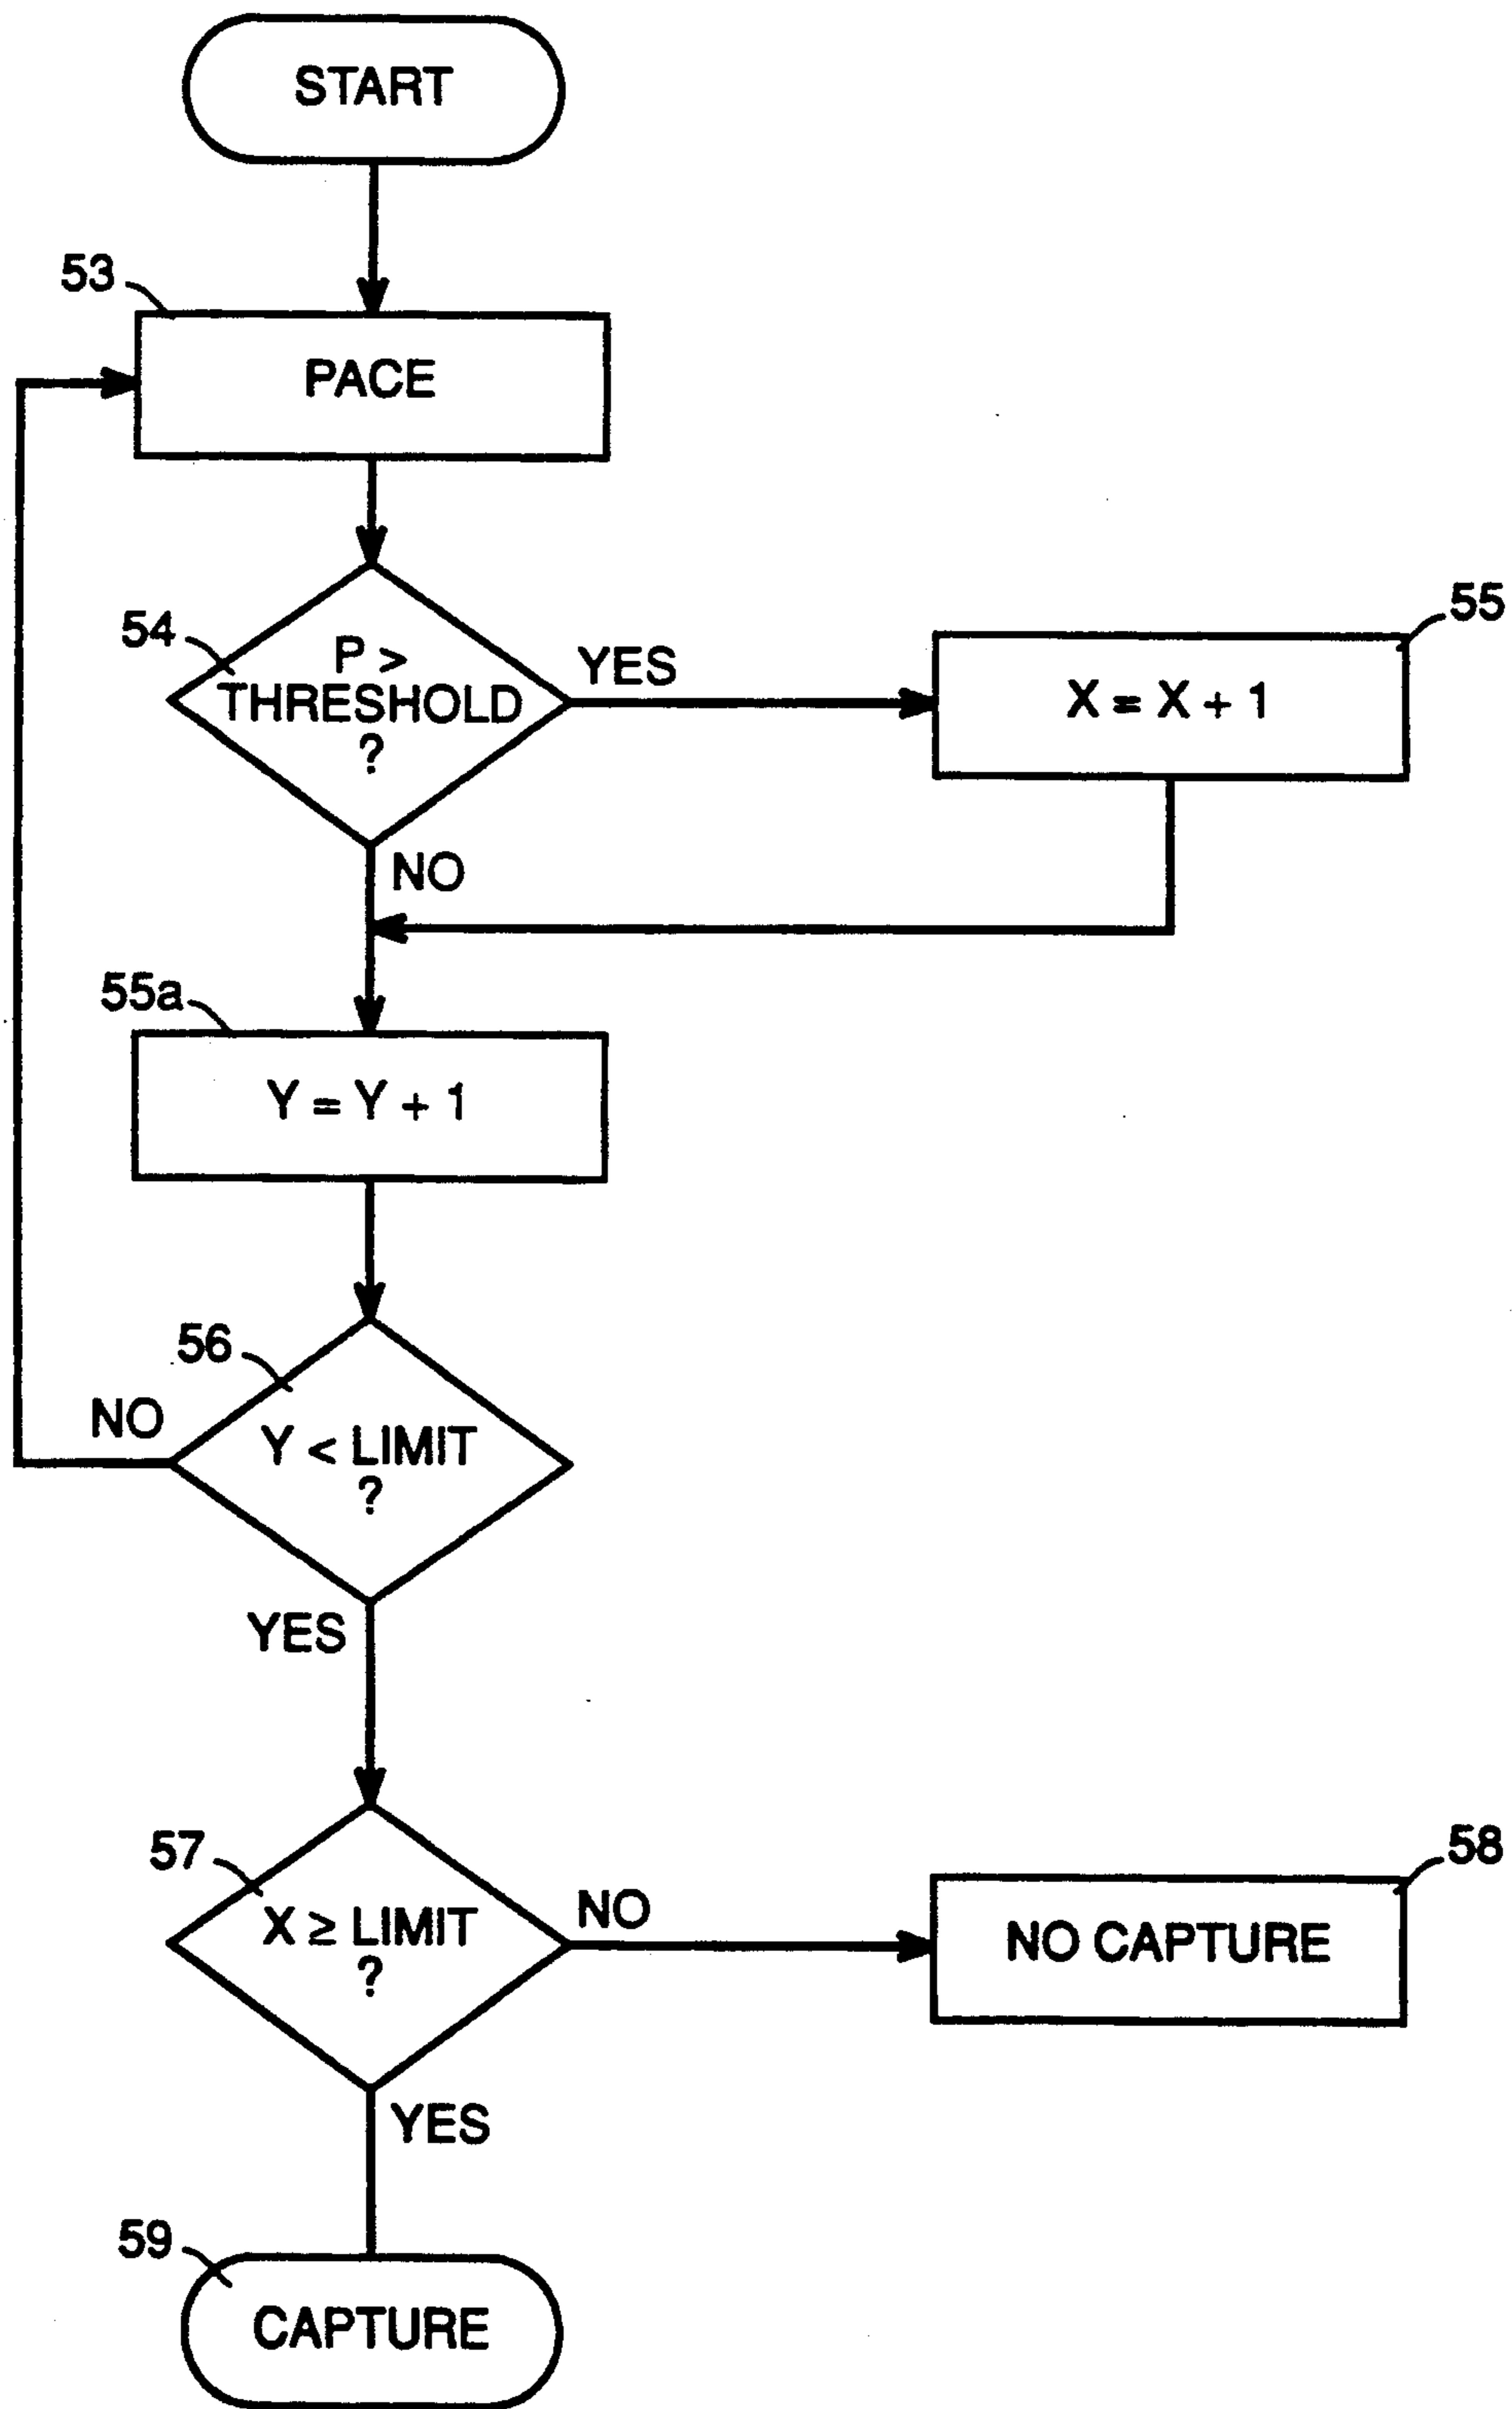 START
53
PACE
54
P >
THRESHOLD
?
YES
55
X = X + 1
NO
55a
Y = Y + 1
56
NO
Y < LIMIT
?
YES
57
X ≥ LIMIT
?
NO
58
NO CAPTURE
YES
59
CAPTURE